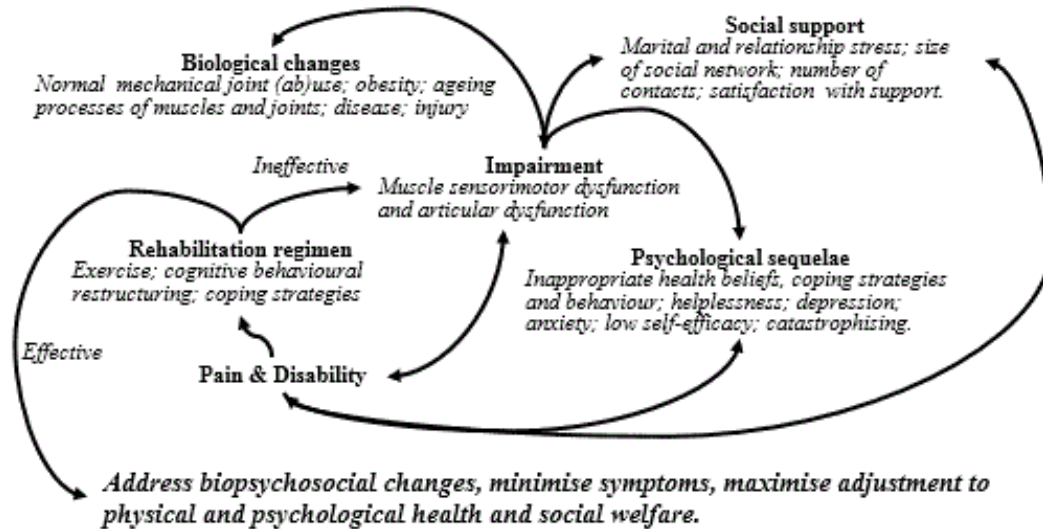 Social support
Marital and relationship stress; size
of social network; number of
contacts; satisfaction with support.
Biological changes
Normal mechanical joint (ab)use; obesity; ageing
processes of muscles and joints; disease; injury
Ineffective
Impairment
Muscle sensorimotor dysfunction
and articular dysfunction
Rehabilitation regimen
Exercise; cognitive behavioural
restructuring; coping strategies
Psychological sequelae
Inappropriate health beliefs, coping strategies
and behaviour; helplessness; depression;
anxiety; low self-efficacy; catastrophising.
Effective
Pain & Disability
Address biopsychosocial changes, minimise symptoms, maximise adjustment to
physical and psychological health and social welfare.